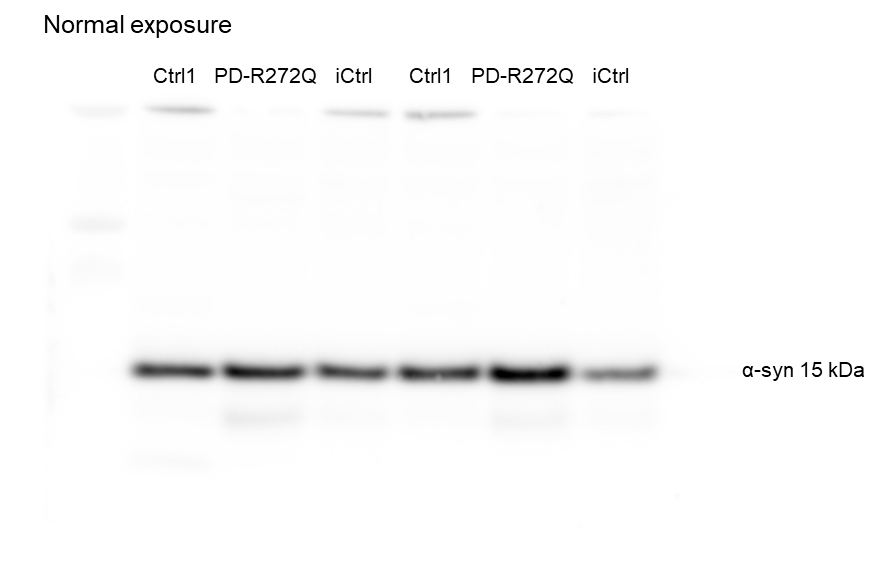 Normal exposure
Ctrl1 PD-R272Q iCtrl Ctrl1 PD-R272Q iCtrl
α-syn 15 kDa